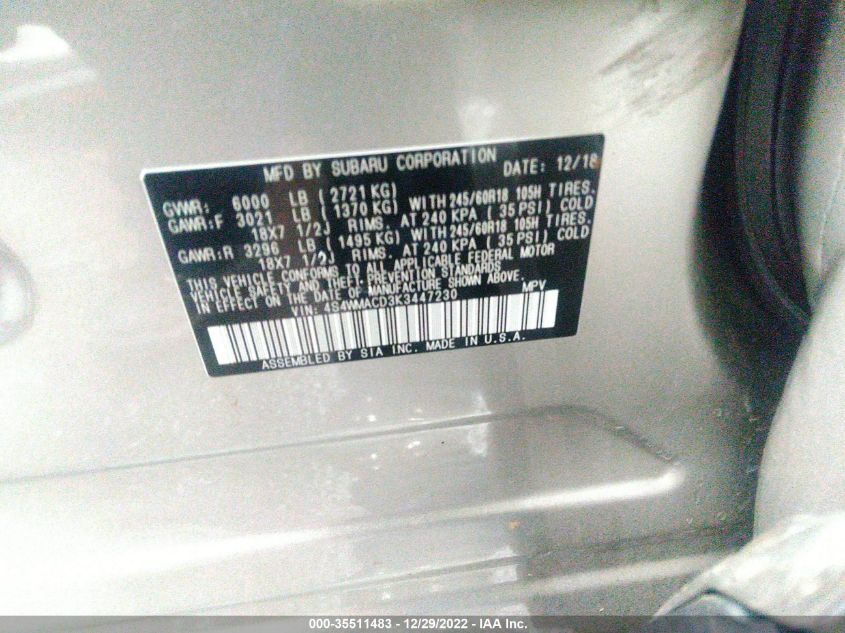 MFD BY SUBARU CORPORATION DATE: 12/18
GVWR: 6000 LB ( 2721 KG)
GAWR:F 3021 LB ( 1370 KG) WITH 245/60R18 105H TIRES.
18X7 1/2J RIMS. AT 240 KPA ( 35 PSI) COLD
GAWR:R 3296 LB ( 1495 KG) WITH 245/60R18 105H TIRES.
18X7 1/2J RIMS. AT 240 KPA ( 35 PSI) COLD
THIS VEHICLE CONFORMS TO ALL APPLICABLE FEDERAL MOTOR
VEHICLE SAFETY AND THEFT PREVENTION STANDARDS
IN EFFECT ON THE DATE OF MANUFACTURE SHOWN ABOVE.
VIN: 4S4WMACD3K3447230 MPV
ASSEMBLED BY SIA INC. MADE IN U.S.A.
000-35511483 - 12/29/2022 - IAA Inc.